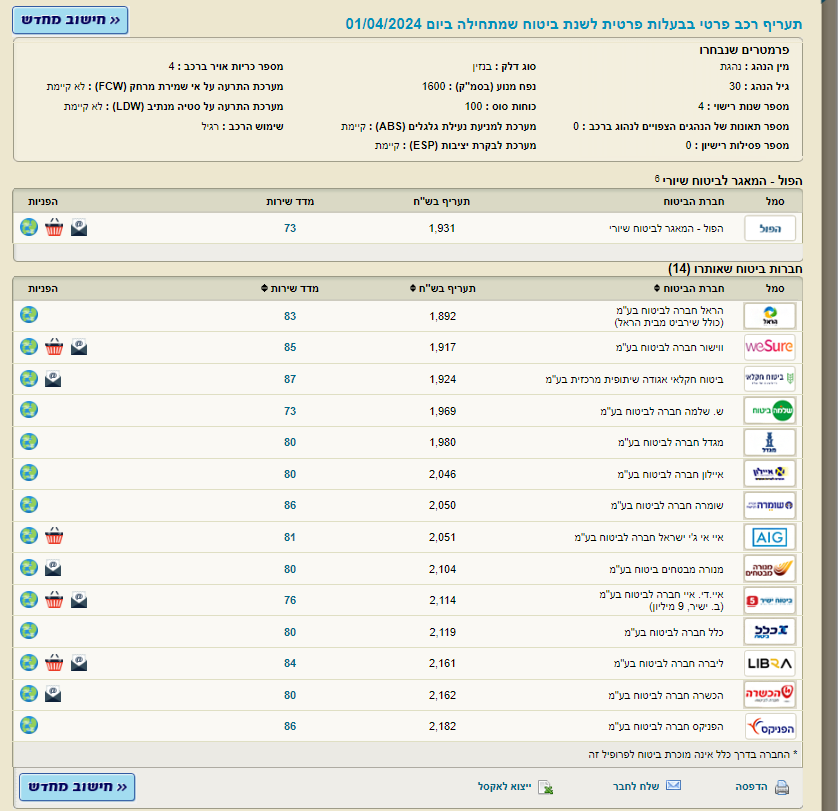 חישוב מחדש »
תעריף רכב פרטי בבעלות פרטית לשנת ביטוח שמתחילה ביום 01/04/2024
פרמטרים שנבחרו
מין הנהג : נהגת
סוג דלק : בנזין
מספר כריות אויר ברכב : 4
גיל הנהג : 30
נפח מנוע (בסמ"ק) : 1600
מערכת התרעה על אי שמירת מרחק (FCW) : לא קיימת
מספר שנות רישוי : 4
כוחות סוס : 100
מערכת התרעה על סטיה מנתיב (LDW) : לא קיימת
מספר תאונות של הנהגים הצפויים לנהוג ברכב : 0
מערכת למניעת נעילת גלגלים (ABS) : קיימת
שימוש הרכב : רגיל
מספר פסילות רישיון : 0
מערכת לבקרת יציבות (ESP) : קיימת
הפול - המאגר לביטוח שיורי 6
סמל חברת הביטוח תעריף בש"ח מדד שירות הפניות
הפול הפול - המאגר לביטוח שיורי 1,931 73
חברות ביטוח שאותרו (14)
סמל חברת הביטוח תעריף בש"ח מדד שירות הפניות
הראל הראל חברה לביטוח בע"מ 1,892 83
(כולל שירביט מבית הראל)
weSure ווישור חברה לביטוח בע"מ 1,917 85
ביטוח חקלאי ביטוח חקלאי אגודה שיתופית מרכזית בע"מ 1,924 87
שלמה ביטוח ש. שלמה חברה לביטוח בע"מ 1,969 73
מגדל מגדל חברה לביטוח בע"מ 1,980 80
איילון איילון חברה לביטוח בע"מ 2,046 80
שומרה שומרה חברה לביטוח בע"מ 2,050 86
AIG איי אי ג'י ישראל חברה לביטוח בע"מ 2,051 81
מנורה מבטחים מנורה מבטחים ביטוח בע"מ 2,104 80
ביטוח ישיר 5 איי.די. איי חברה לביטוח בע"מ 2,114 76
(ב. ישיר, 9 מיליון)
כלל ביטוח כלל חברה לביטוח בע"מ 2,119 80
LIBRA ליברה חברה לביטוח בע"מ 2,161 84
הכשרה הכשרה חברה לביטוח בע"מ 2,162 80
הפניקס הפניקס חברה לביטוח בע"מ 2,182 86
* החברה בדרך כלל אינה מוכרת ביטוח לפרופיל זה
הדפסה שלח לחבר ייצוא לאקסל חישוב מחדש »